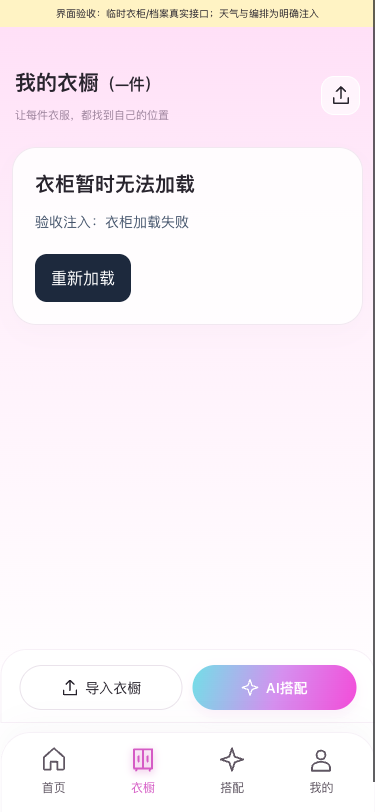 界面验收：临时衣柜/档案真实接口；天气与编排为明确注入
我的衣橱（—件）
让每件衣服，都找到自己的位置
衣柜暂时无法加载
验收注入：衣柜加载失败
重新加载
导入衣橱
AI搭配
首页
衣橱
搭配
我的